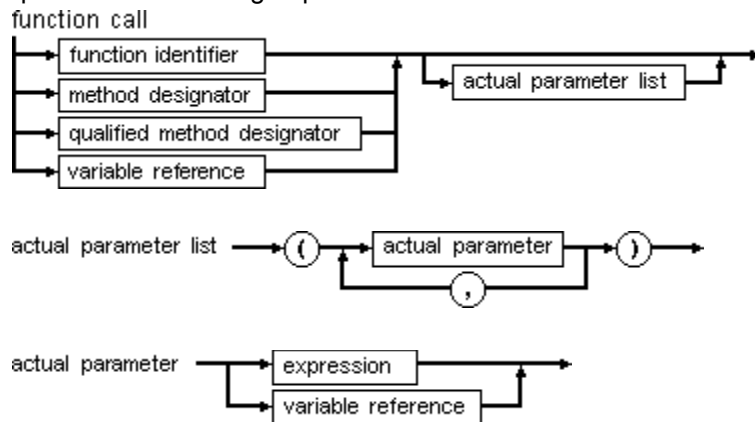 function call
function identifier
method designator
actual parameter list
qualified method designator
variable reference
actual parameter list ( actual parameter )
,
actual parameter expression
variable reference